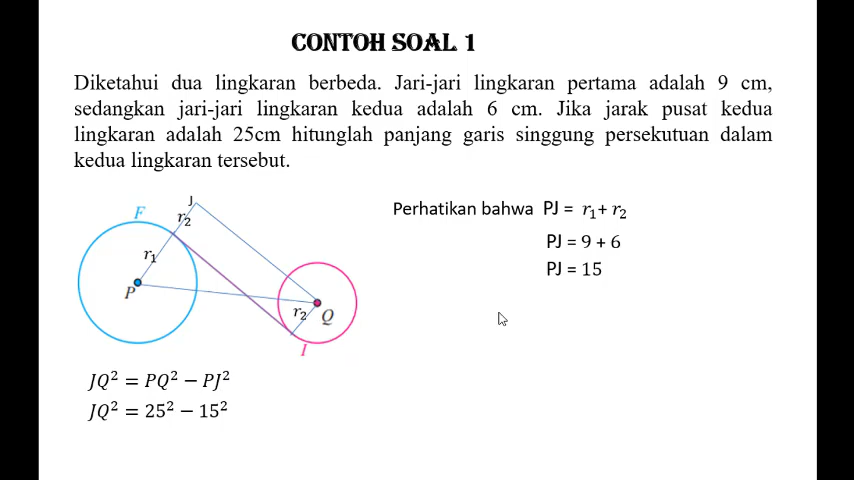 CONTOH SOAL 1
Diketahui dua lingkaran berbeda. Jari-jari lingkaran pertama adalah 9 cm,
sedangkan jari-jari lingkaran kedua adalah 6 cm. Jika jarak pusat kedua
lingkaran adalah 25cm hitunglah panjang garis singgung persekutuan dalam
kedua lingkaran tersebut.
J
F
r₂
r₁
P
r₂
Q
I
Perhatikan bahwa PJ = r₁+ r₂
PJ = 9 + 6
PJ = 15
JQ² = PQ² − PJ²
JQ² = 25² − 15²